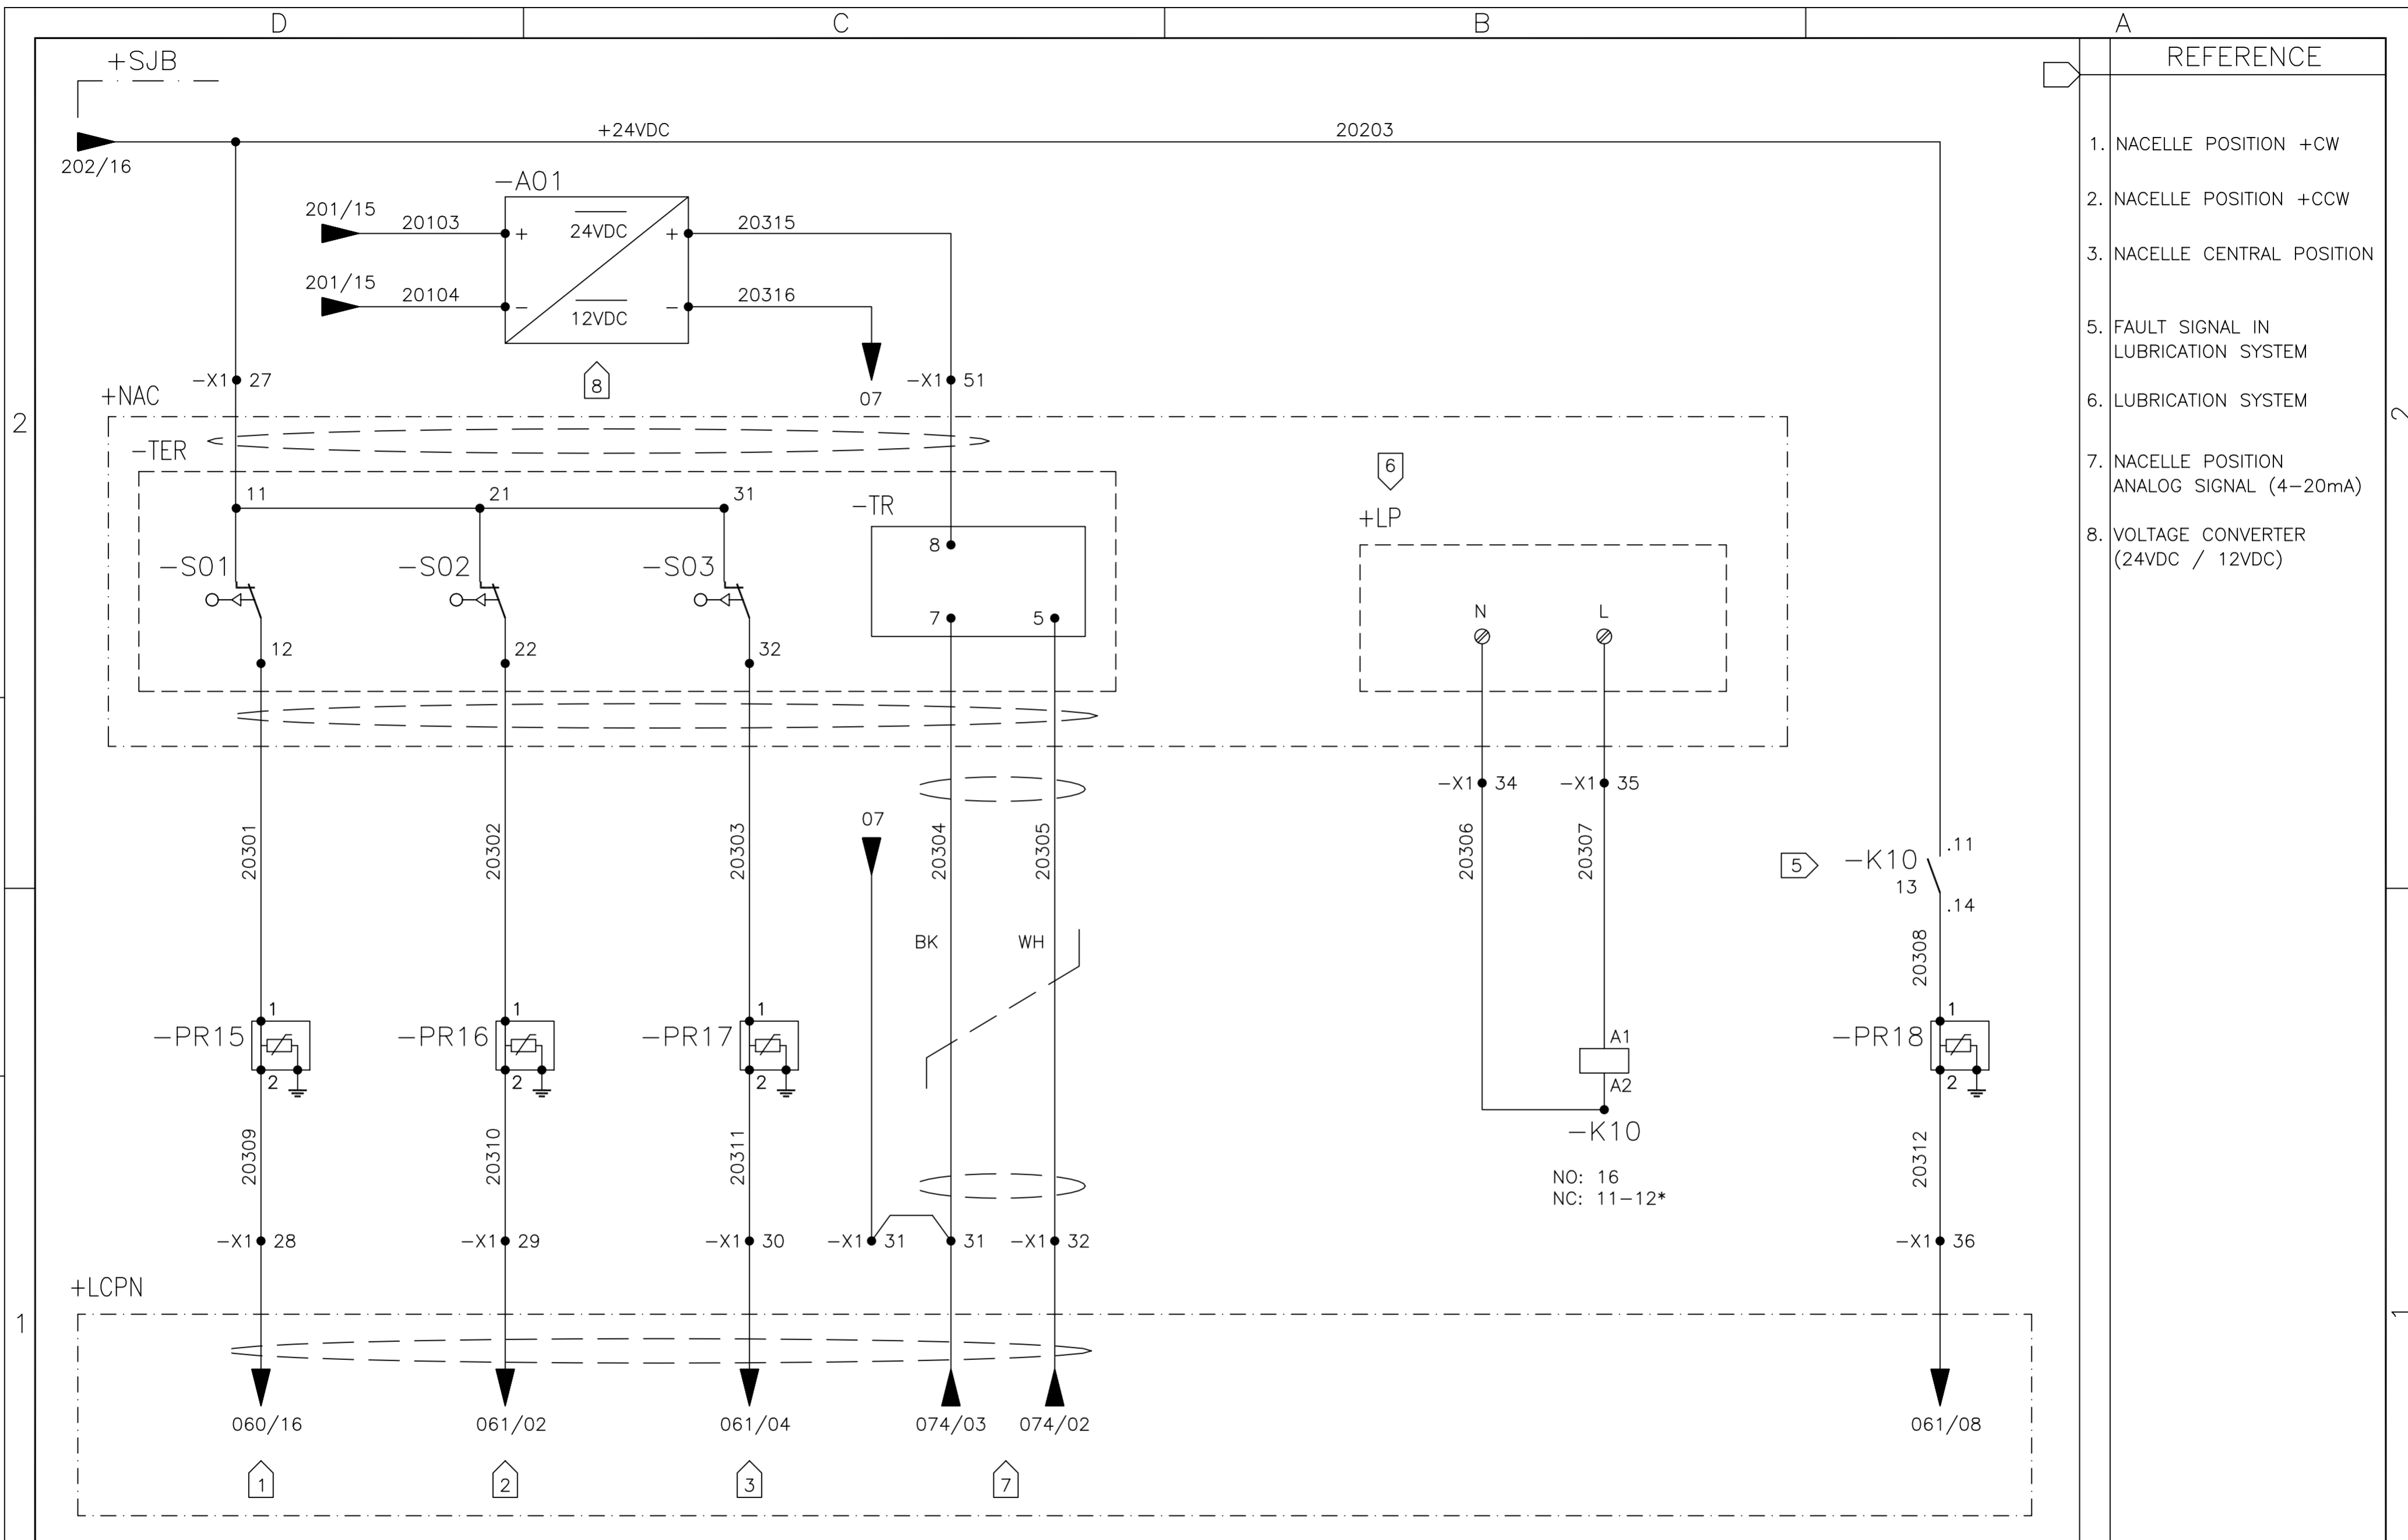 D C B A
+SJB
REFERENCE
+24VDC 20203
202/16
1. NACELLE POSITION +CW
2. NACELLE POSITION +CCW
3. NACELLE CENTRAL POSITION
5. FAULT SIGNAL IN
LUBRICATION SYSTEM
6. LUBRICATION SYSTEM
7. NACELLE POSITION
ANALOG SIGNAL (4-20mA)
8. VOLTAGE CONVERTER
(24VDC / 12VDC)
-A01
201/15 20103 + 24VDC + 20315
201/15 20104 - 12VDC - 20316
-X1 27 8 07 -X1 51
+NAC
2 2
-TER
6
11 21 31 -TR
+LP
8
-S01 -S02 -S03
N L
7 5
12 22 32
-X1 34 -X1 35
07
20301 20302 20303 20304 20305 20306 20307
5 -K10 .11
13
.14
BK WH
20308
1 1 1 1
-PR15 -PR16 -PR17 -PR18
2 2 2 2
A1
A2
-K10
20309 20310 20311 20312
NO: 16
NC: 11-12*
-X1 28 -X1 29 -X1 30 -X1 31 31 -X1 32 -X1 36
+LCPN
1 1
060/16 061/02 061/04 074/03 074/02 061/08
1 2 3 7